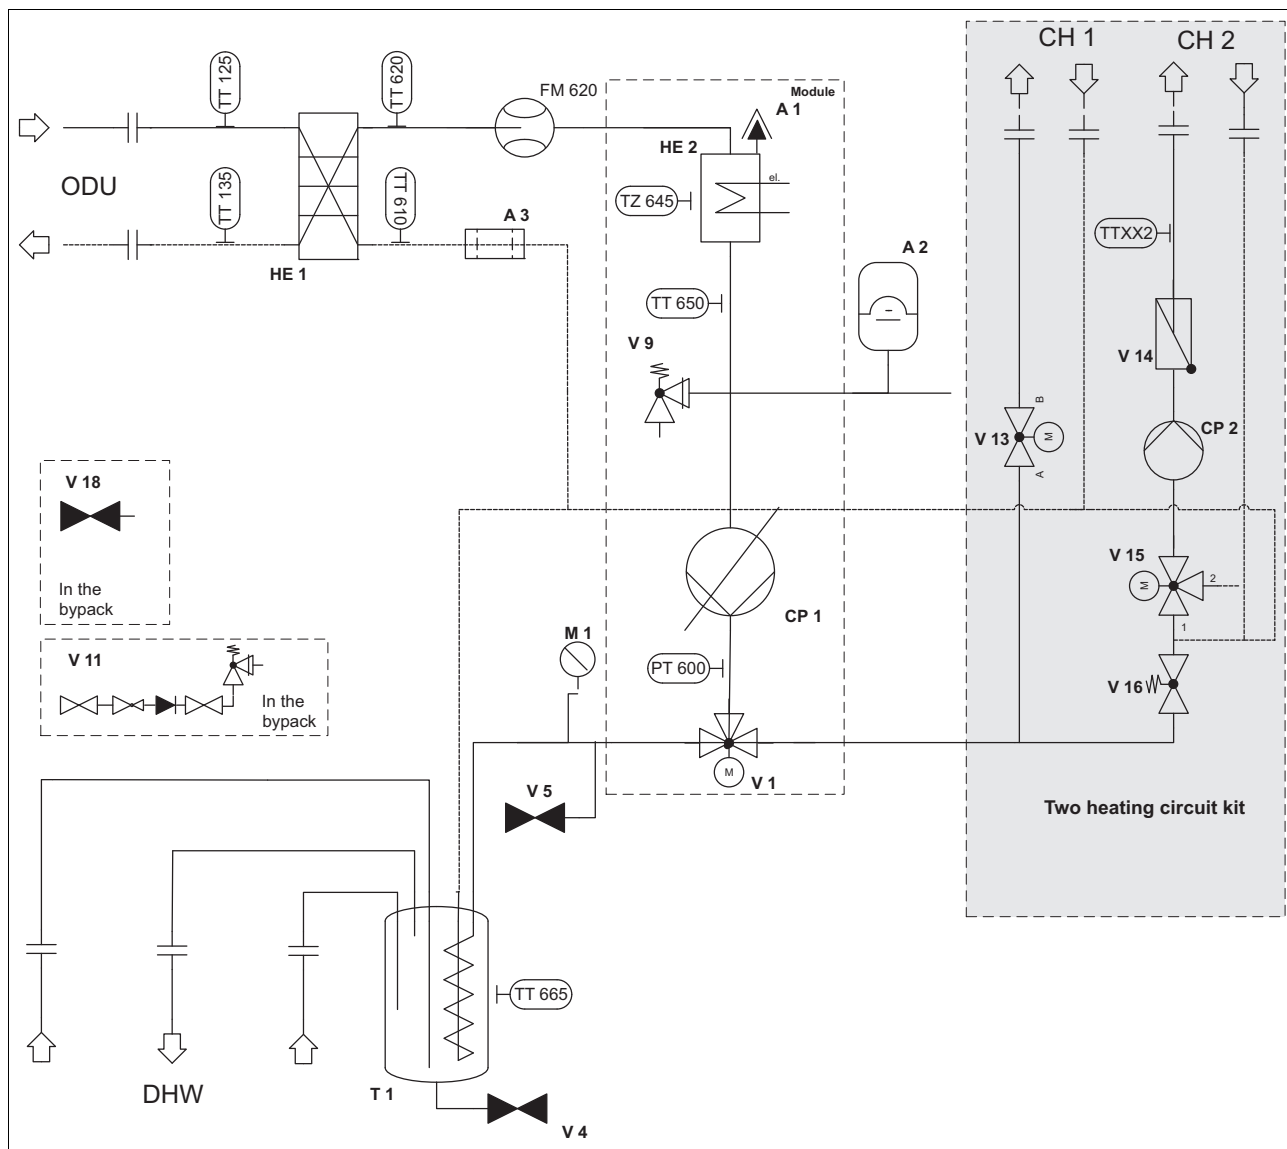 CH 1
CH 2
TT 125
TT 620
FM 620
Module
A 1
HE 2
el.
ODU
TT 135
TT 610
A 3
TZ 645
HE 1
A 2
TTXX2
TT 650
V 9
V 14
B
V 13
M
CP 2
A
V 18
In the
bypack
V 15
M
2
1
CP 1
M 1
V 11
In the
bypack
PT 600
V 16
M
V 1
V 5
Two heating circuit kit
TT 665
DHW
T 1
V 4